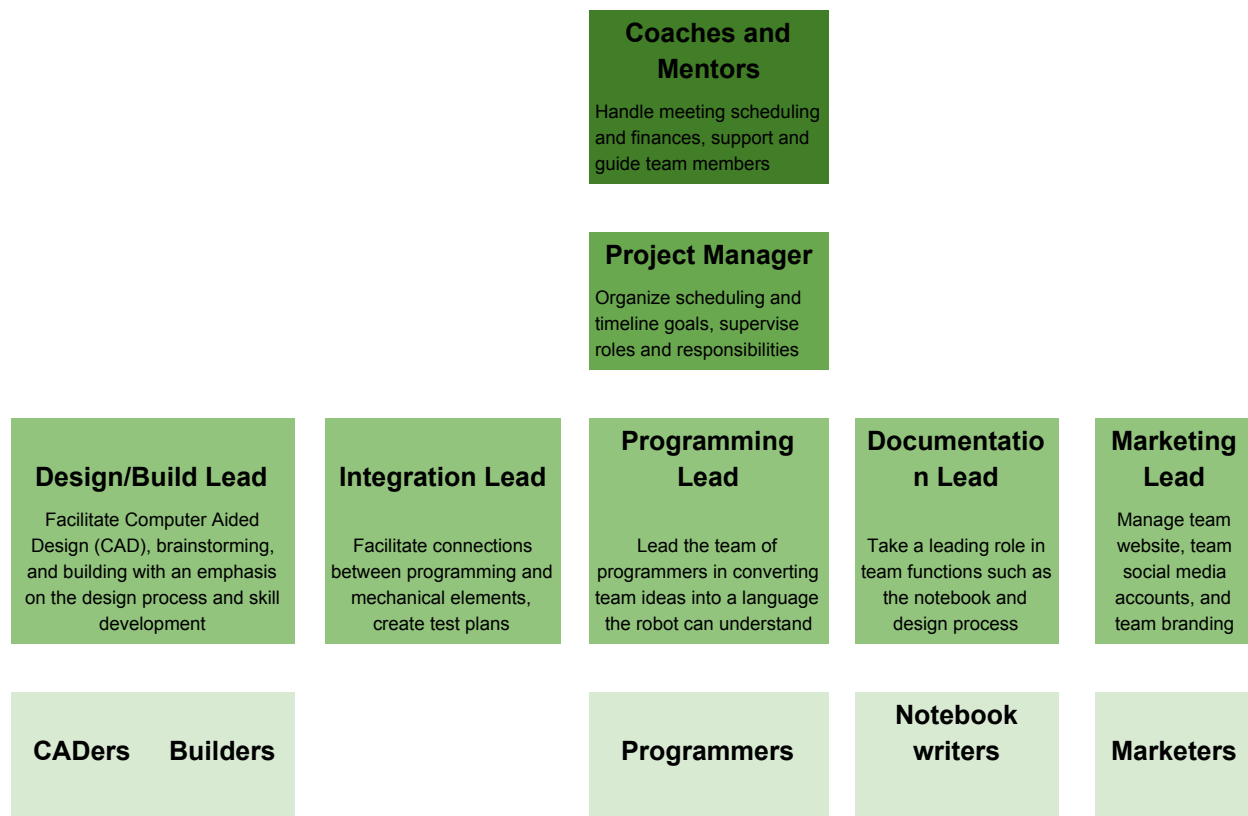 Coaches and
Mentors
Handle meeting scheduling
and finances, support and
guide team members
Project Manager
Organize scheduling and
timeline goals, supervise
roles and responsibilities
Design/Build Lead
Facilitate Computer Aided
Design (CAD), brainstorming,
and building with an emphasis
on the design process and skill
development
Integration Lead
Facilitate connections
between programming and
mechanical elements,
create test plans
Programming
Lead
Lead the team of
programmers in converting
team ideas into a language
the robot can understand
Documentatio
n Lead
Take a leading role in
team functions such as
the notebook and
design process
Marketing
Lead
Manage team
website, team
social media
accounts, and
team branding
CADers Builders
Programmers
Notebook
writers
Marketers